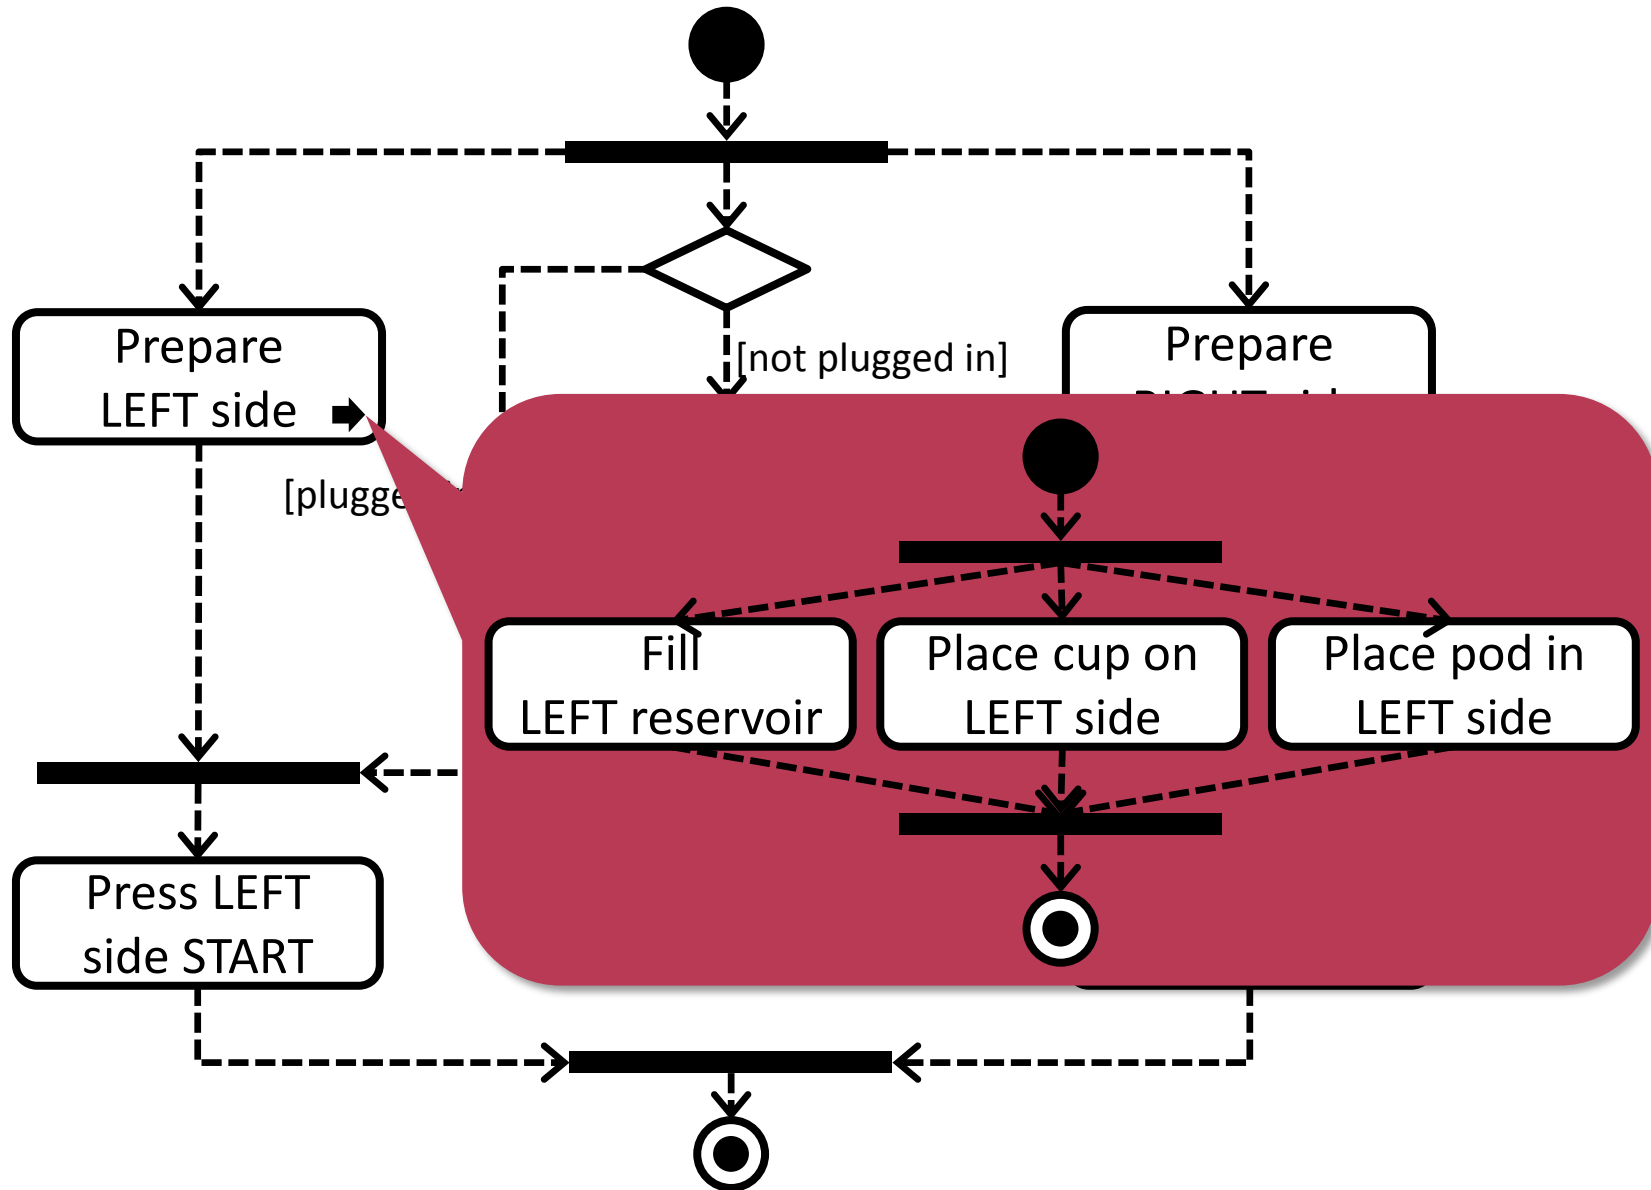 Prepare
LEFT side
[not plugged in]
Prepare
side
Fill
LEFT reservoir
Place cup on
LEFT side
Place pod in
LEFT side
Press LEFT
side START